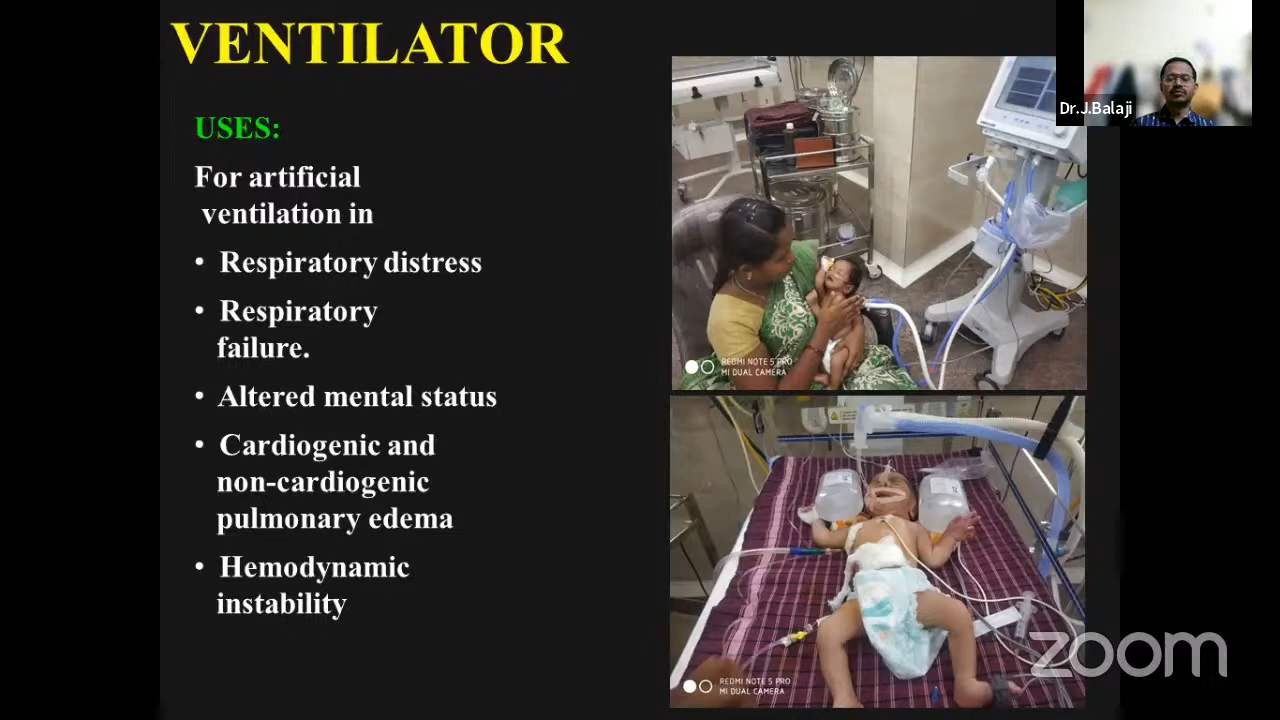 VENTILATOR
USES:
For artificial
ventilation in
• Respiratory distress
• Respiratory
failure.
• Altered mental status
• Cardiogenic and
non-cardiogenic
pulmonary edema
• Hemodynamic
instability
Dr.J.Balaji
REDMI NOTE 5 PRO
MI DUAL CAMERA
REDMI NOTE 5 PRO
MI DUAL CAMERA
zoom